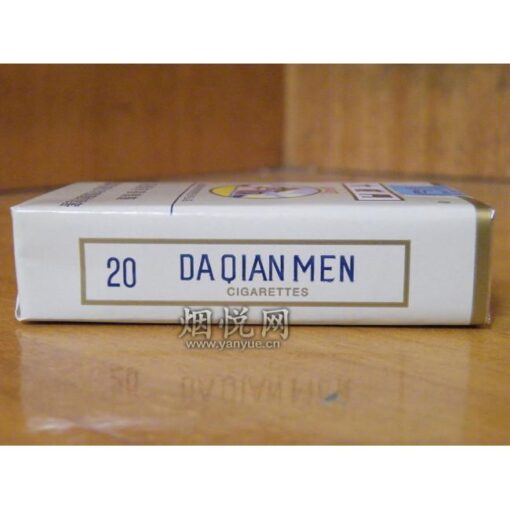 20 DA QIAN MEN
CIGARETTES
烟悦网
www.yanyue.cn